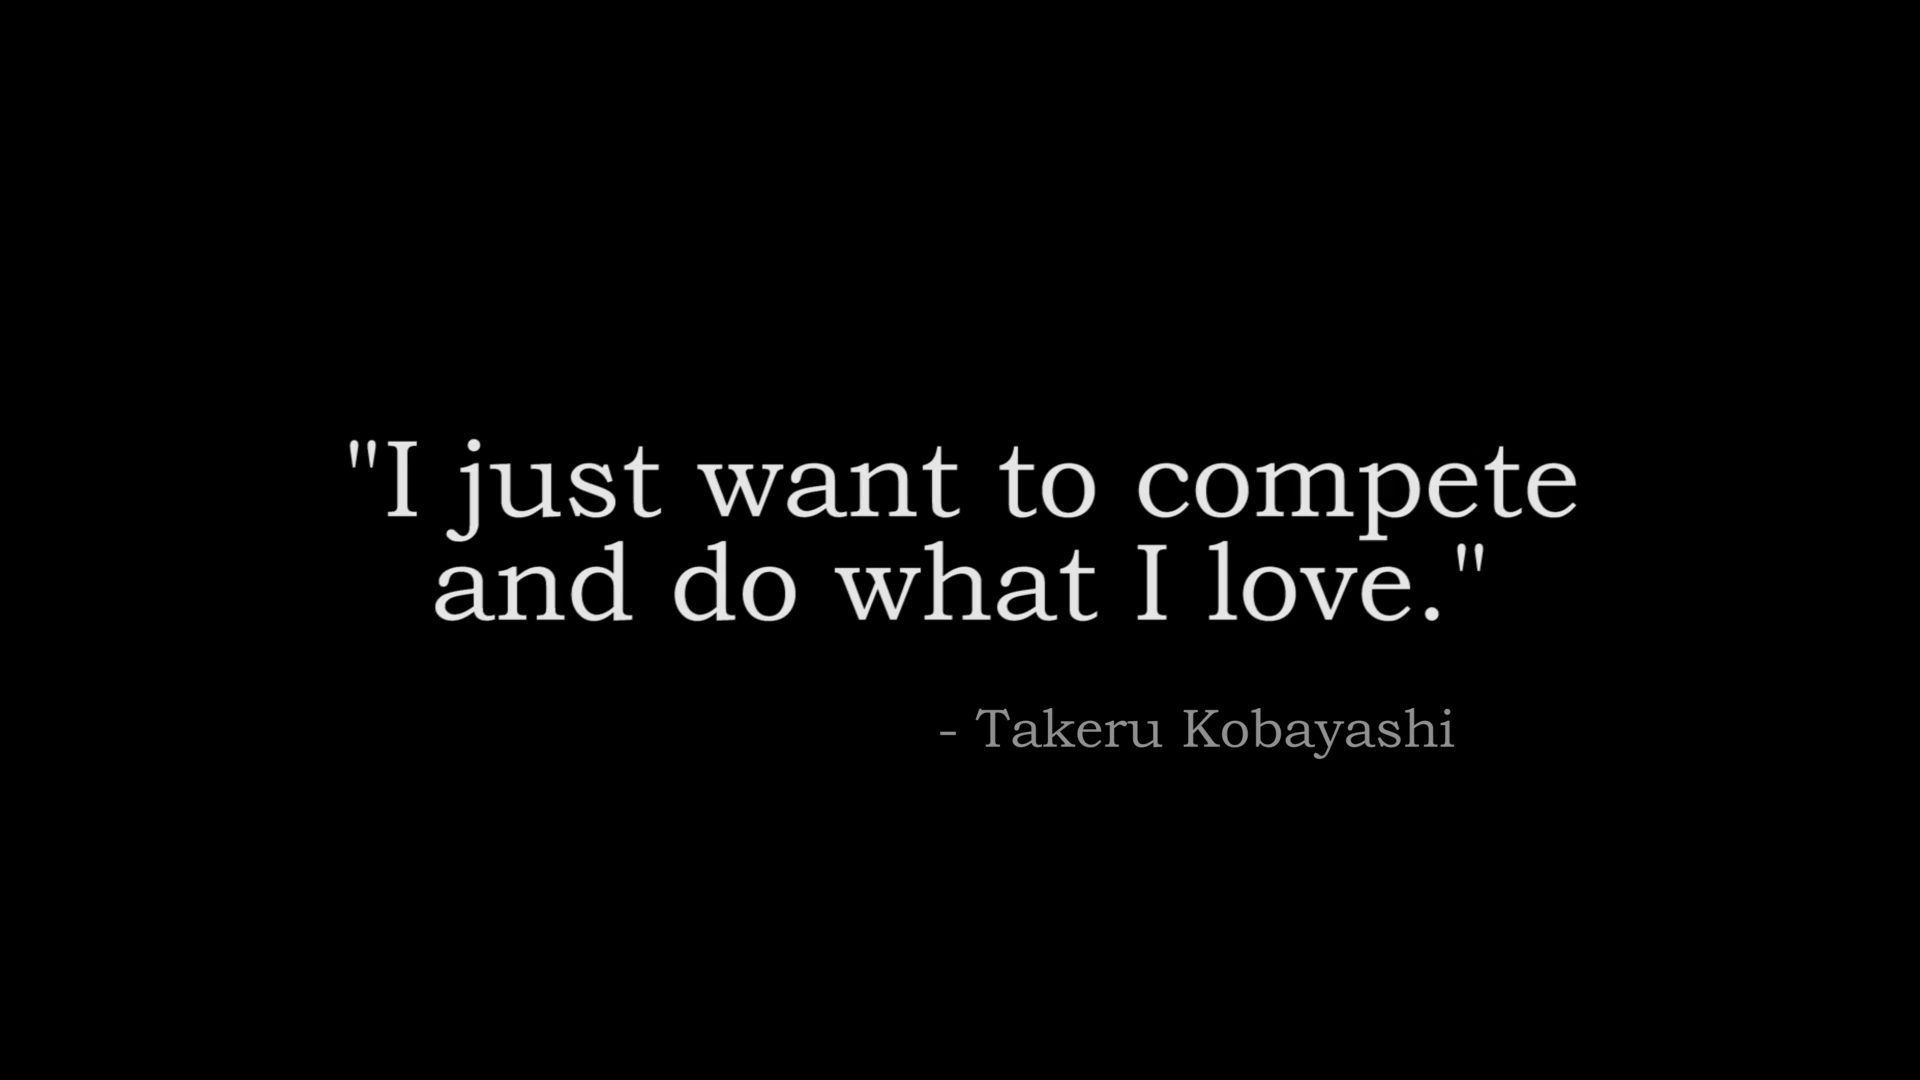 "I just want to compete
and do what I love."
- Takeru Kobayashi